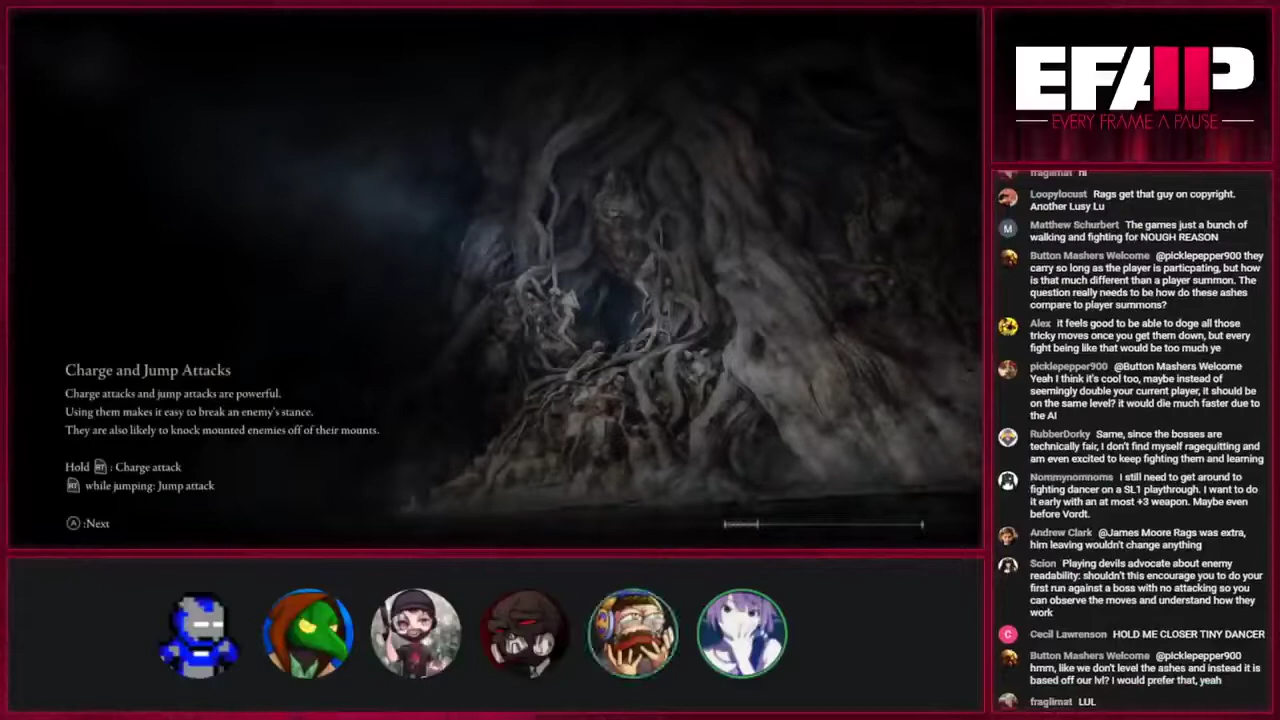 Charge and Jump Attacks
Charge attacks and jump attacks are powerful.
Using them makes it easy to break an enemy's stance.
They are also likely to knock mounted enemies off of their mounts.
Hold RT : Charge attack
RT while jumping: Jump attack
A :Next
EFAP
EVERY FRAME A PAUSE
fraglimat hi
Loopylocust Rags get that guy on copyright.
Another Lusy Lu
M Matthew Schurbert The games just a bunch of
walking and fighting for NOUGH REASON
Button Mashers Welcome @picklepepper900 they
carry so long as the player is particpating, but how
is that much different than a player summon. The
question really needs to be how do these ashes
compare to player summons?
Alex it feels good to be able to doge all those
tricky moves once you get them down, but every
fight being like that would be too much ye
picklepepper900 @Button Mashers Welcome
Yeah I think it's cool too, maybe instead of
seemingly double your current player, it should be
on the same level? it would die much faster due to
the AI
RubberDorky Same, since the bosses are
technically fair, I don't find myself ragequitting and
am even excited to keep fighting them and learning
Nommynomnoms I still need to get around to
fighting dancer on a SL1 playthrough. I want to do
it early with an at most +3 weapon. Maybe even
before Vordt.
Andrew Clark @James Moore Rags was extra,
him leaving wouldn't change anything
Scion Playing devils advocate about enemy
readability: shouldn't this encourage you to do your
first run against a boss with no attacking so you
can observe the moves and understand how they
work
C Cecil Lawrenson HOLD ME CLOSER TINY DANCER
Button Mashers Welcome @picklepepper900
hmm, like we don't level the ashes and instead it is
based off our lvl? I would prefer that, yeah
fraglimat LUL